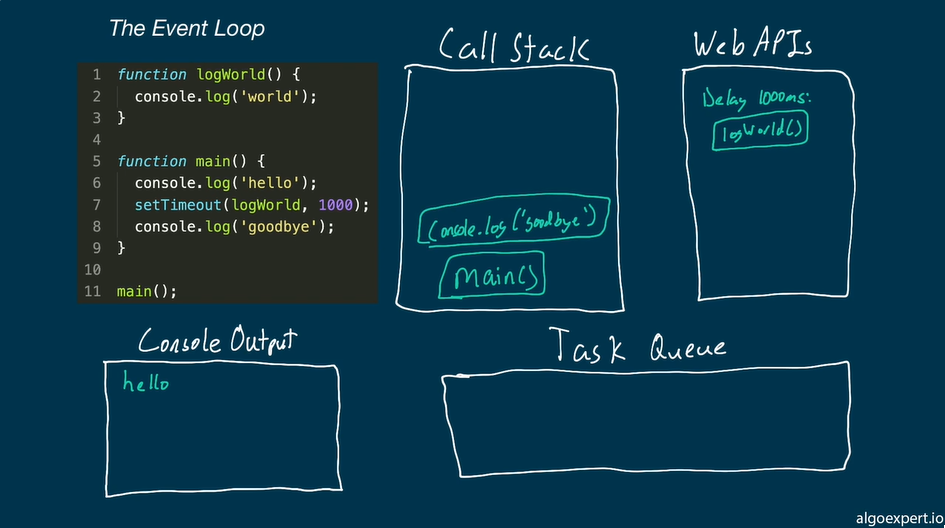 The Event Loop
1 function logWorld() {
2 console.log('world');
3 }
4
5 function main() {
6 console.log('hello');
7 setTimeout(logWorld, 1000);
8 console.log('goodbye');
9 }
10
11 main();
Call Stack
console.log('goodbye')
main()
Web APIs
Delay 1000ms:
logWorld()
Console Output
hello
Task Queue
algoexpert.io